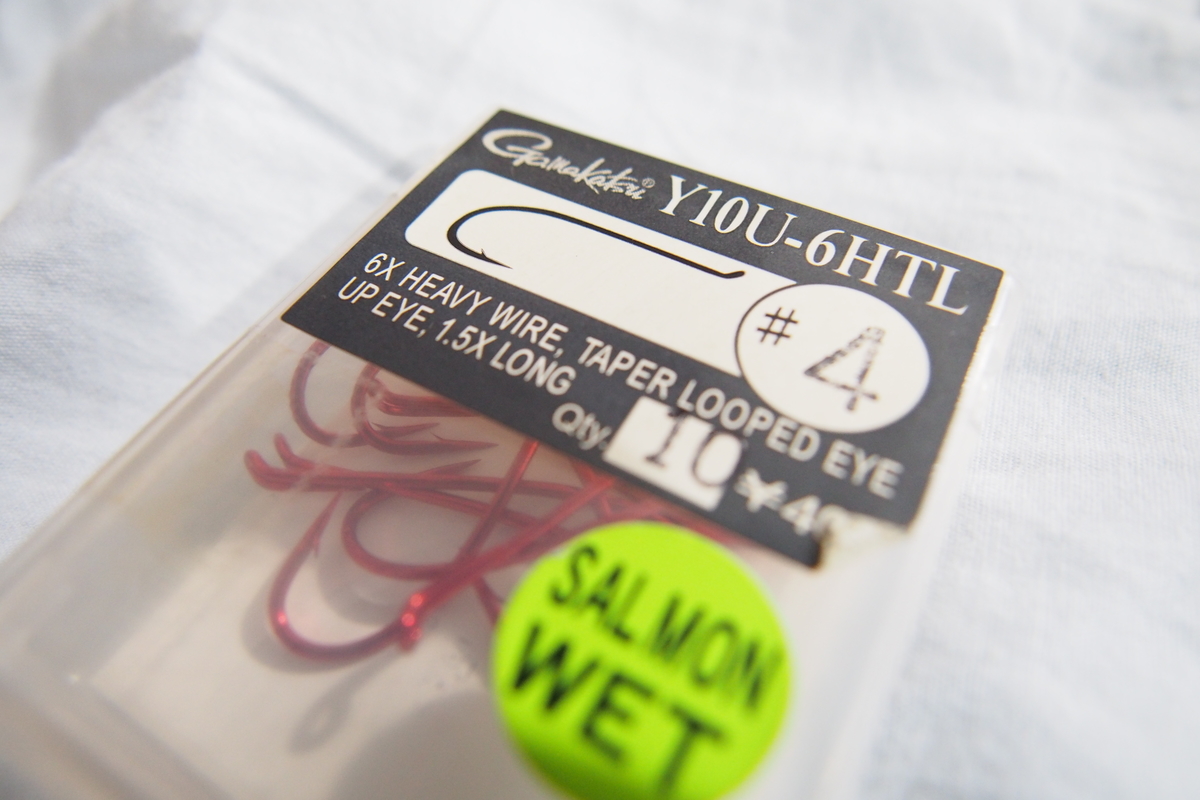 Gamakatsu® Y10U-6HTL
# 4
6X HEAVY WIRE, TAPER LOOPED EYE
UP EYE, 1.5X LONG
Qty. 10
SALMON
WET